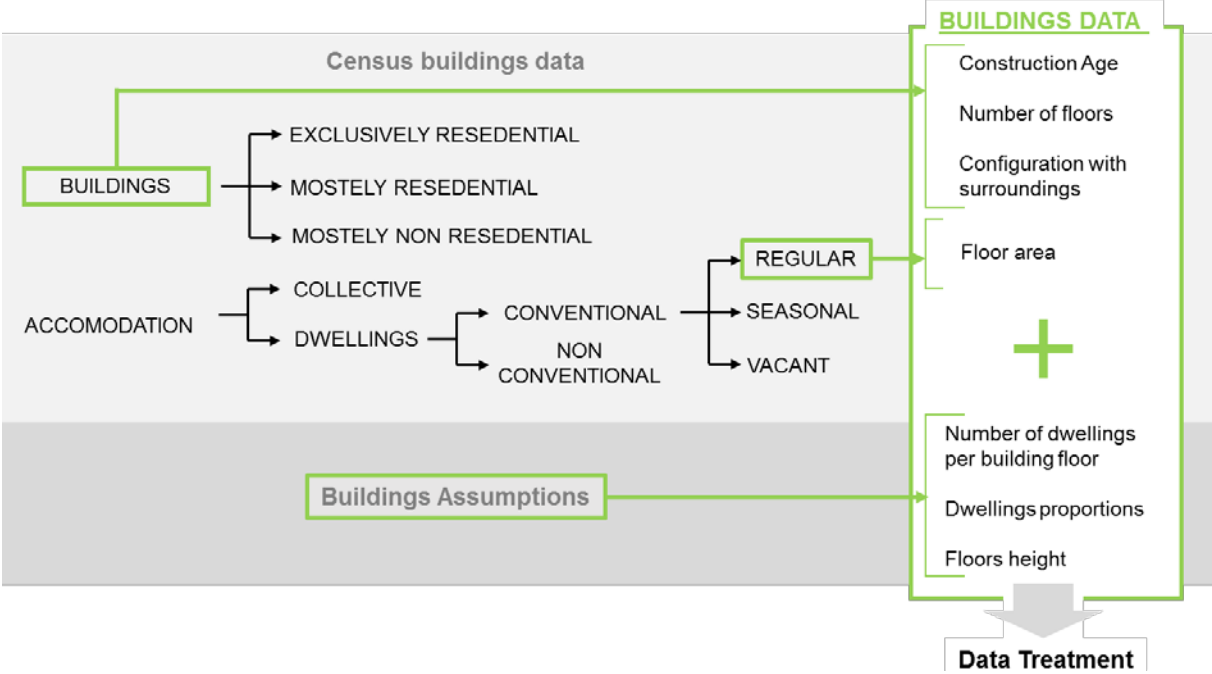 BUILDINGS DATA
Census buildings data
Construction Age
Number of floors
EXCLUSIVELY RESEDENTIAL
Configuration with
surroundings
BUILDINGS
MOSTELY RESEDENTIAL
MOSTELY NON RESEDENTIAL
REGULAR
Floor area
COLLECTIVE
ACCOMODATION
CONVENTIONAL
SEASONAL
DWELLINGS
NON
CONVENTIONAL
VACANT
Number of dwellings
per building floor
Buildings Assumptions
Dwellings proportions
Floors height
Data Treatment